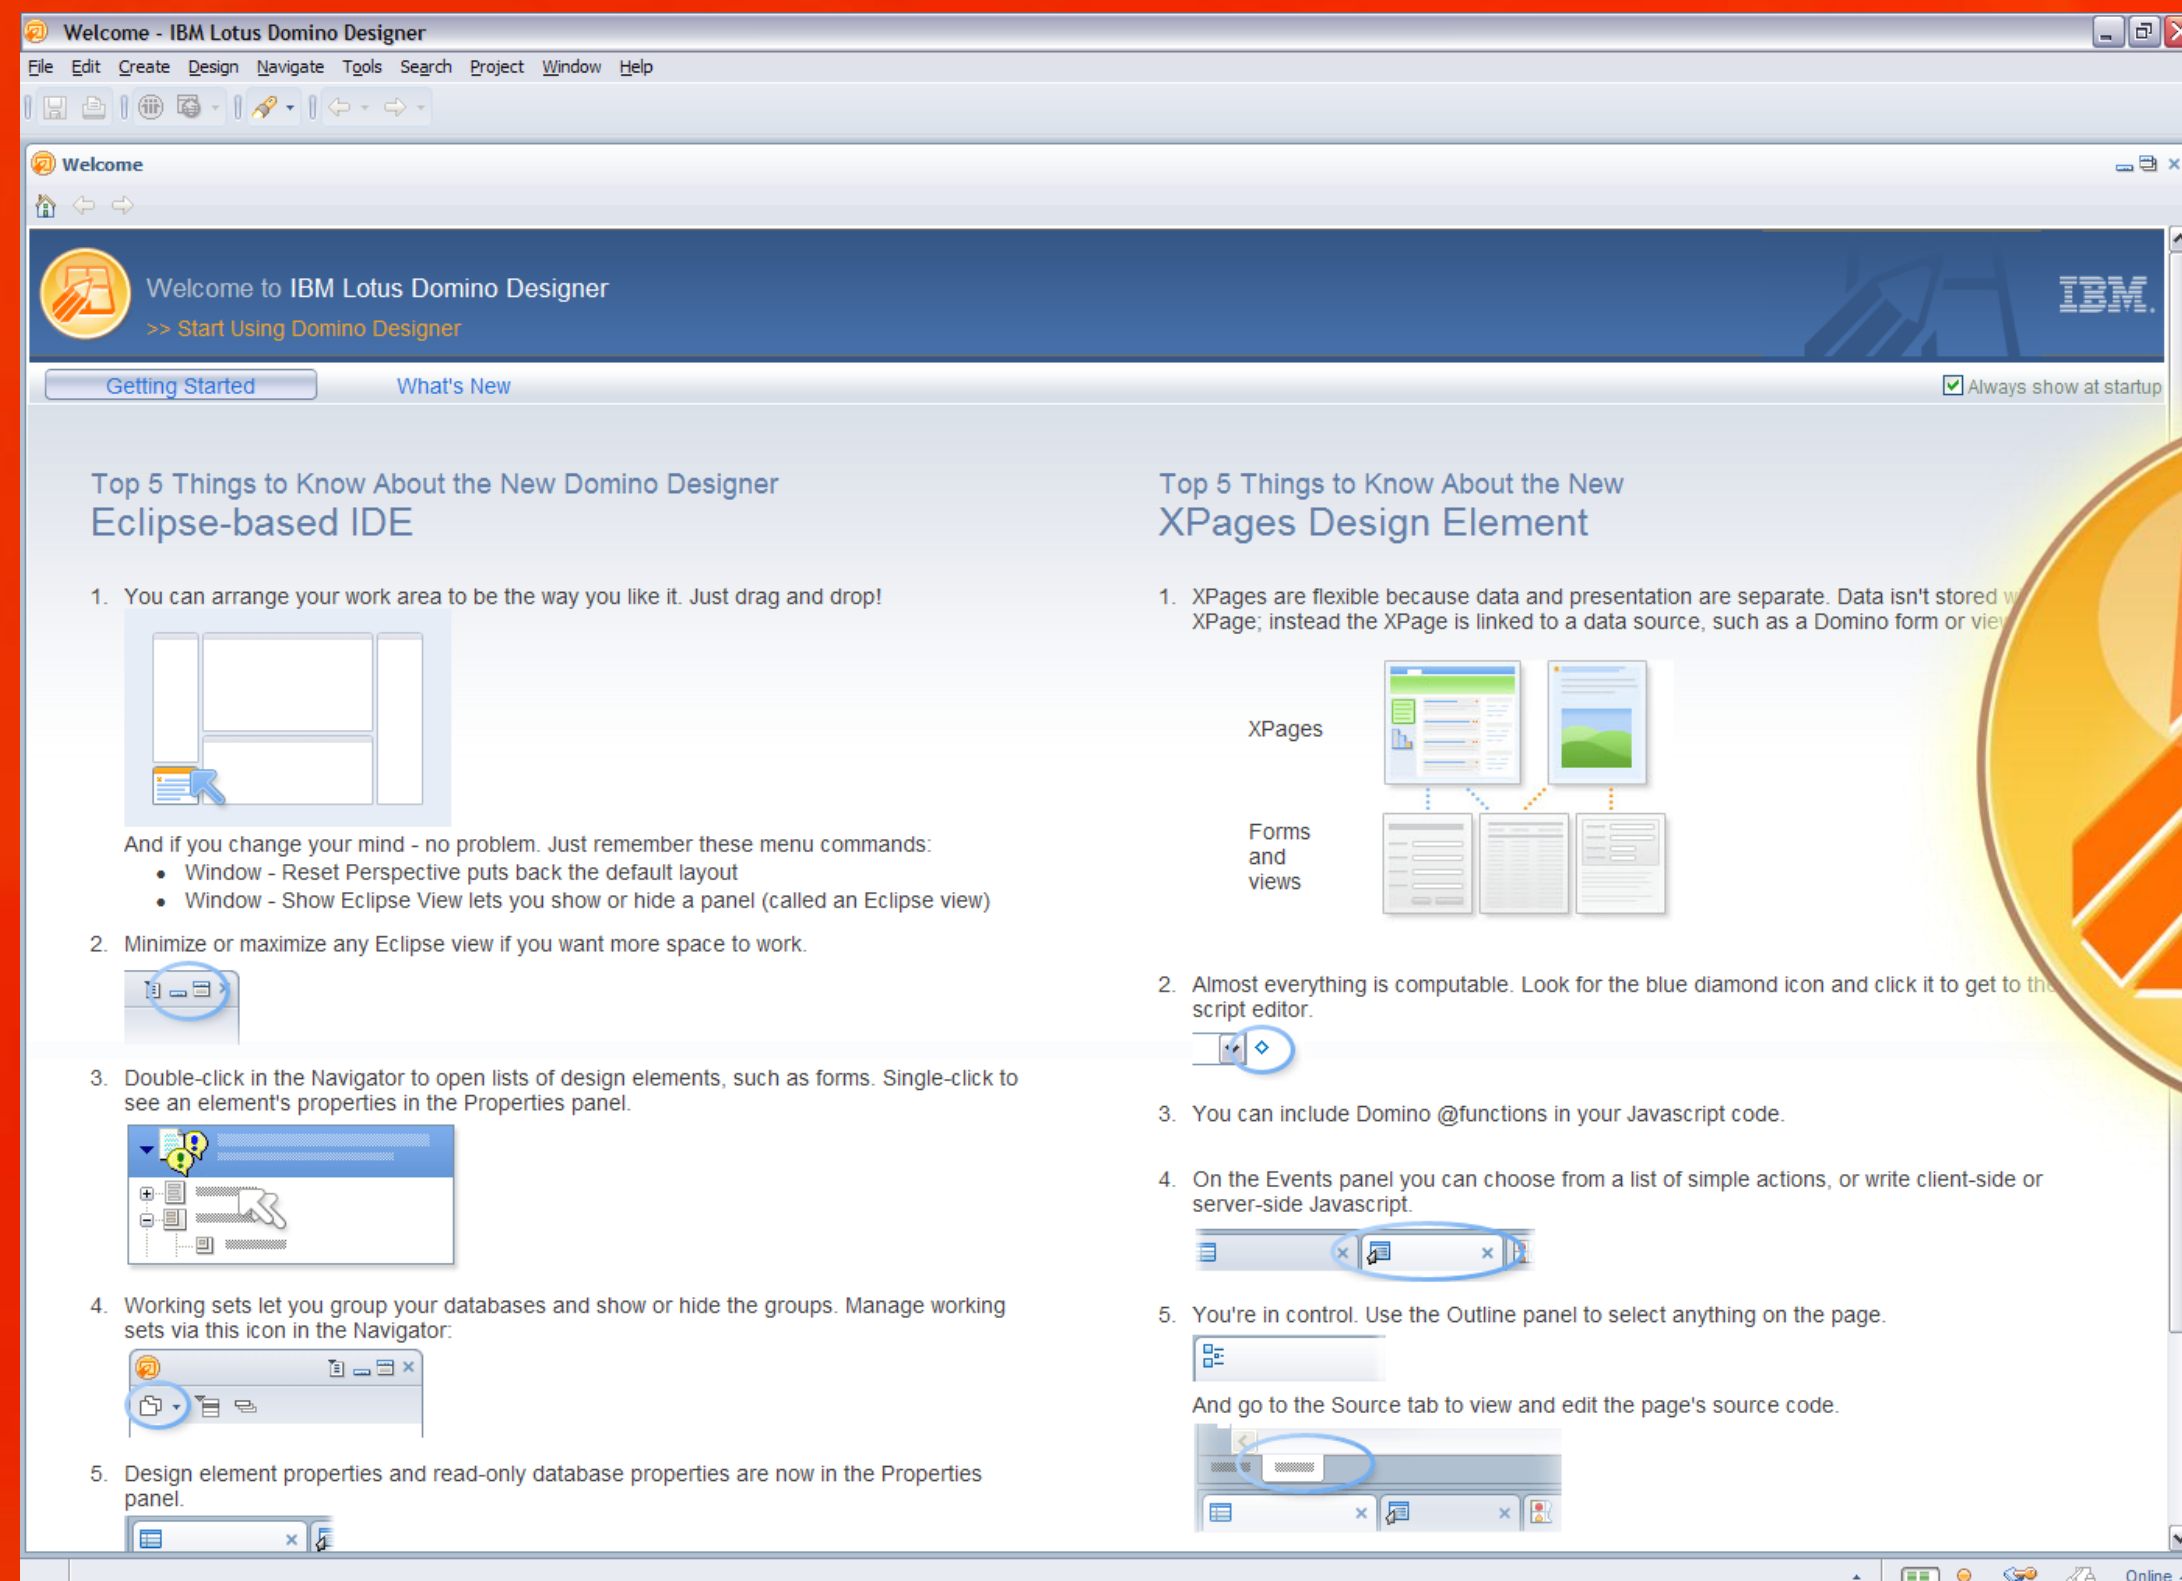 Welcome - IBM Lotus Domino Designer
File Edit Create Design Navigate Tools Search Project Window Help
Welcome
Welcome to IBM Lotus Domino Designer
>> Start Using Domino Designer
IBM.
Getting Started
What's New
Always show at startup
Top 5 Things to Know About the New Domino Designer
Eclipse-based IDE
1. You can arrange your work area to be the way you like it. Just drag and drop!
And if you change your mind - no problem. Just remember these menu commands:
• Window - Reset Perspective puts back the default layout
• Window - Show Eclipse View lets you show or hide a panel (called an Eclipse view)
2. Minimize or maximize any Eclipse view if you want more space to work.
3. Double-click in the Navigator to open lists of design elements, such as forms. Single-click to
see an element's properties in the Properties panel.
4. Working sets let you group your databases and show or hide the groups. Manage working
sets via this icon in the Navigator:
5. Design element properties and read-only database properties are now in the Properties
panel.
Top 5 Things to Know About the New
XPages Design Element
1. XPages are flexible because data and presentation are separate. Data isn't stored
XPage; instead the XPage is linked to a data source, such as a Domino form or
XPages
Forms
and
views
2. Almost everything is computable. Look for the blue diamond icon and click it to get to the
script editor.
3. You can include Domino @functions in your Javascript code.
4. On the Events panel you can choose from a list of simple actions, or write client-side or
server-side Javascript.
5. You're in control. Use the Outline panel to select anything on the page.
And go to the Source tab to view and edit the page's source code.
Online